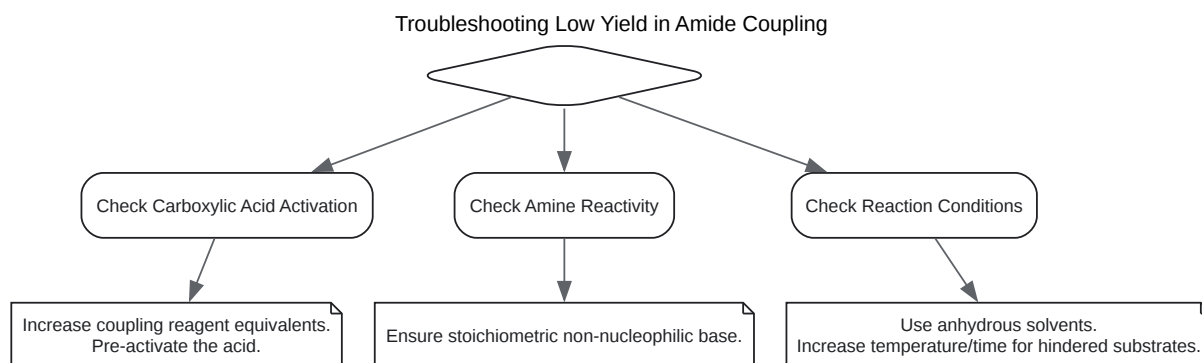 Troubleshooting Low Yield in Amide Coupling
Check Carboxylic Acid Activation
Check Amine Reactivity
Check Reaction Conditions
Increase coupling reagent equivalents.
Pre-activate the acid.
Ensure stoichiometric non-nucleophilic base.
Use anhydrous solvents.
Increase temperature/time for hindered substrates.